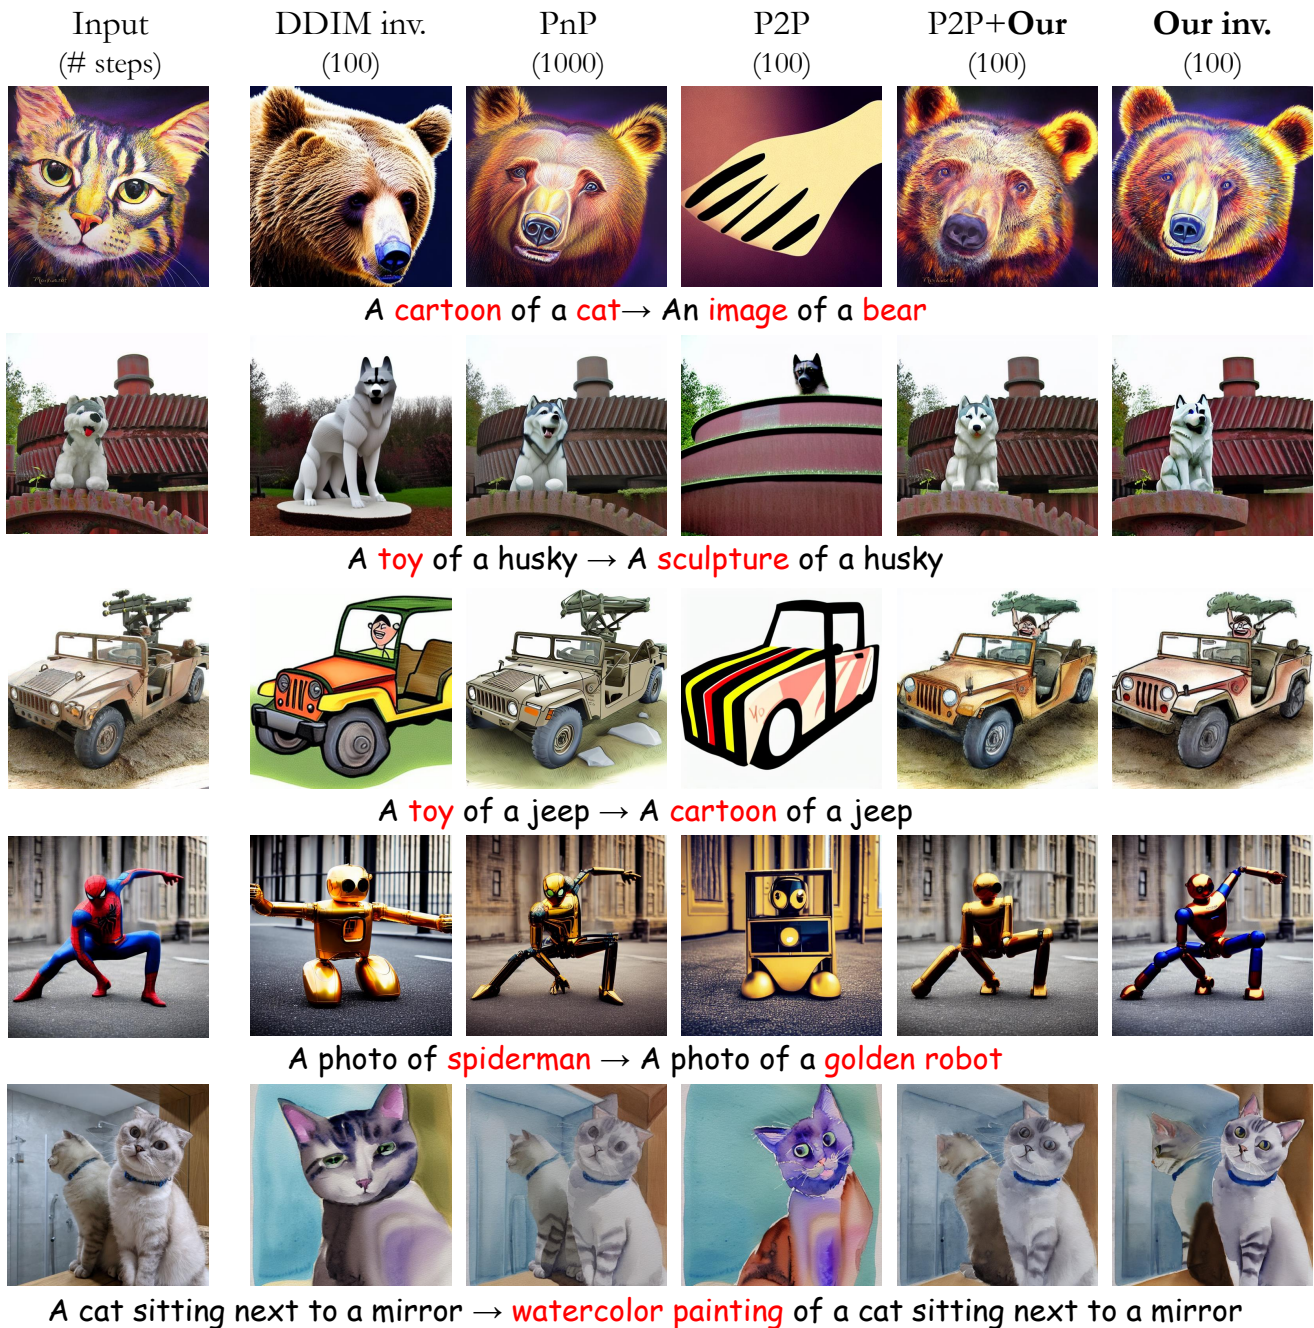 Input DDIM inv. PnP P2P P2P+Our Our inv.
(# steps) (100) (1000) (100) (100) (100)
A cartoon of a cat→ An image of a bear
A toy of a husky → A sculpture of a husky
A toy of a jeep → A cartoon of a jeep
A photo of spiderman → A photo of a golden robot
A cat sitting next to a mirror → watercolor painting of a cat sitting next to a mirror